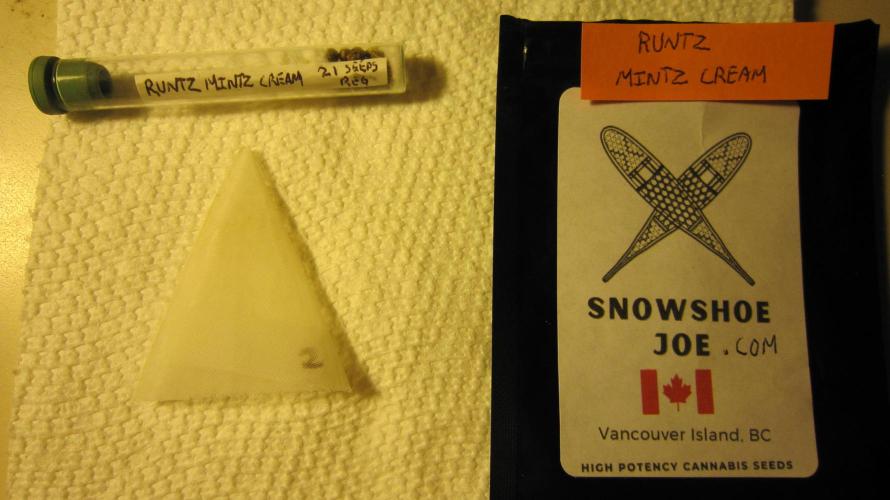 RUNTZ MINTZ CREAM
21 SEEDS
REG
2
RUNTZ
MINTZ CREAM
SNOWSHOE
JOE.COM
Vancouver Island, BC
HIGH POTENCY CANNABIS SEEDS